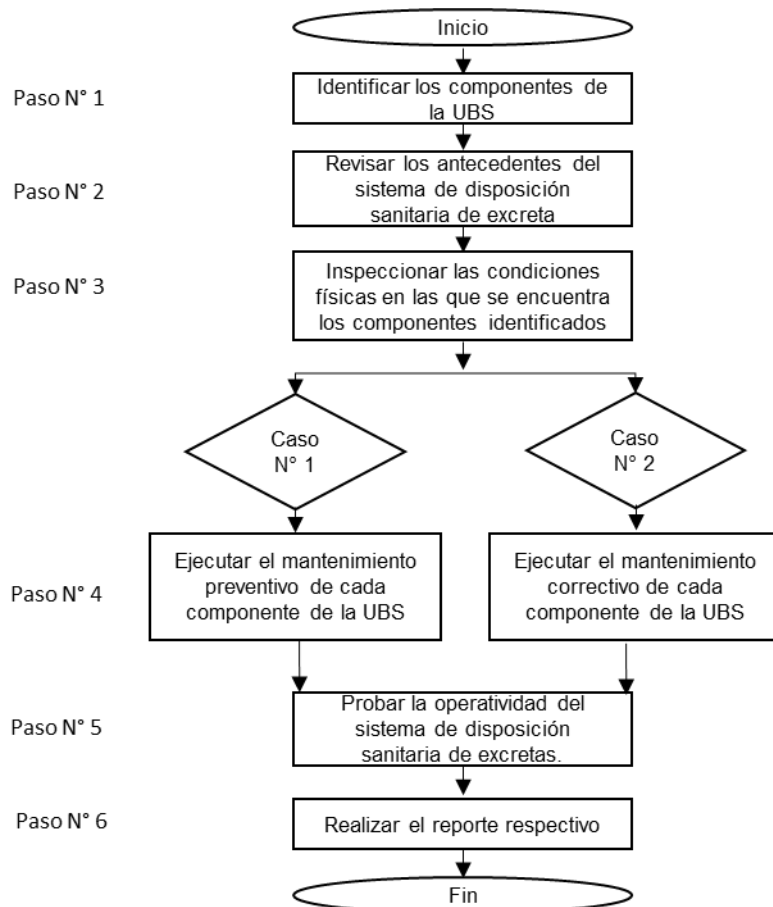 Inicio
Paso N° 1
Identificar los componentes de
la UBS
Paso N° 2
Revisar los antecedentes del
sistema de disposición
sanitaria de excreta
Paso N° 3
Inspeccionar las condiciones
físicas en las que se encuentra
los componentes identificados
Caso
N° 1
Caso
N° 2
Paso N° 4
Ejecutar el mantenimiento
preventivo de cada
componente de la UBS
Ejecutar el mantenimiento
correctivo de cada
componente de la UBS
Paso N° 5
Probar la operatividad del
sistema de disposición
sanitaria de excretas.
Paso N° 6
Realizar el reporte respectivo
Fin